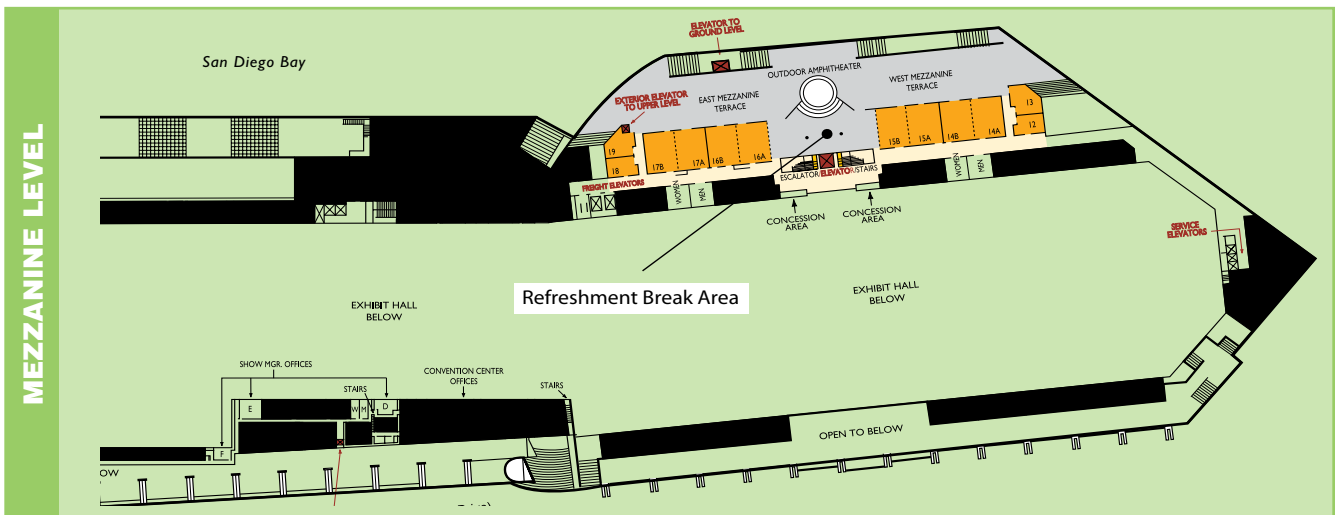 MEZZANINE LEVEL
San Diego Bay
ELEVATOR TO
GROUND LEVEL
OUTDOOR AMPHITHEATER
EAST MEZZANINE
TERRACE
WEST MEZZANINE
TERRACE
EXTERIOR ELEVATOR
TO UPPER LEVEL
19
18
17B
17A
16B
16A
15B
15A
14B
14A
13
12
FREIGHT ELEVATORS
WOMEN
MEN
ESCALATOR/ELEVATOR/STAIRS
WOMEN
MEN
CONCESSION
AREA
CONCESSION
AREA
SERVICE
ELEVATORS
Refreshment Break Area
EXHIBIT HALL
BELOW
EXHIBIT HALL
BELOW
SHOW MGR. OFFICES
STAIRS
CONVENTION CENTER
OFFICES
STAIRS
E
W M
D
F
OPEN TO BELOW